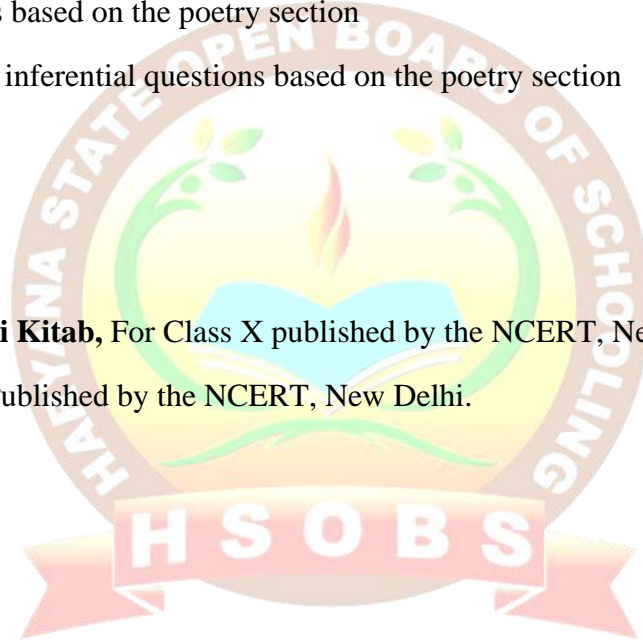 s based on the poetry section
inferential questions based on the poetry section
HARYANA STATE OPEN BOARD OF SCHOOLING
i Kitab, For Class X published by the NCERT, Ne
Published by the NCERT, New Delhi.
HSOBS